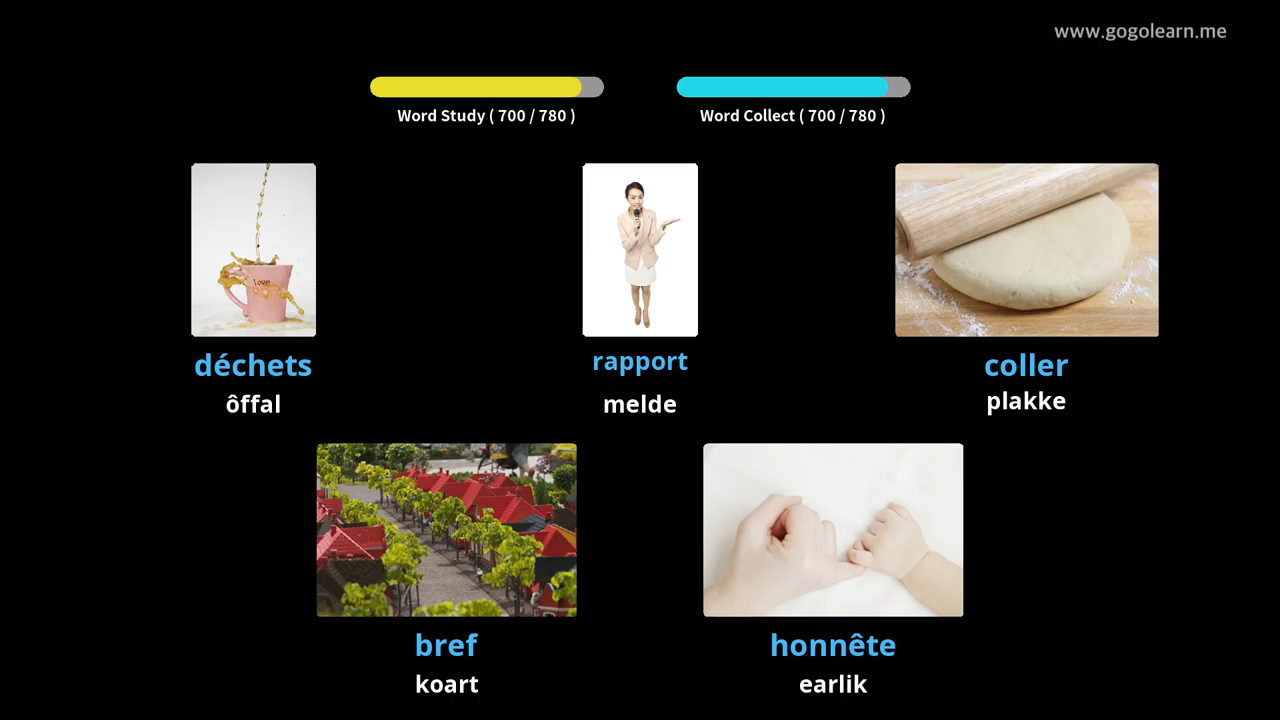 www.gogolearn.me
Word Study ( 700 / 780 )
Word Collect ( 700 / 780 )
love
déchets
ôffal
rapport
melde
coller
plakke
bref
koart
honnête
earlik